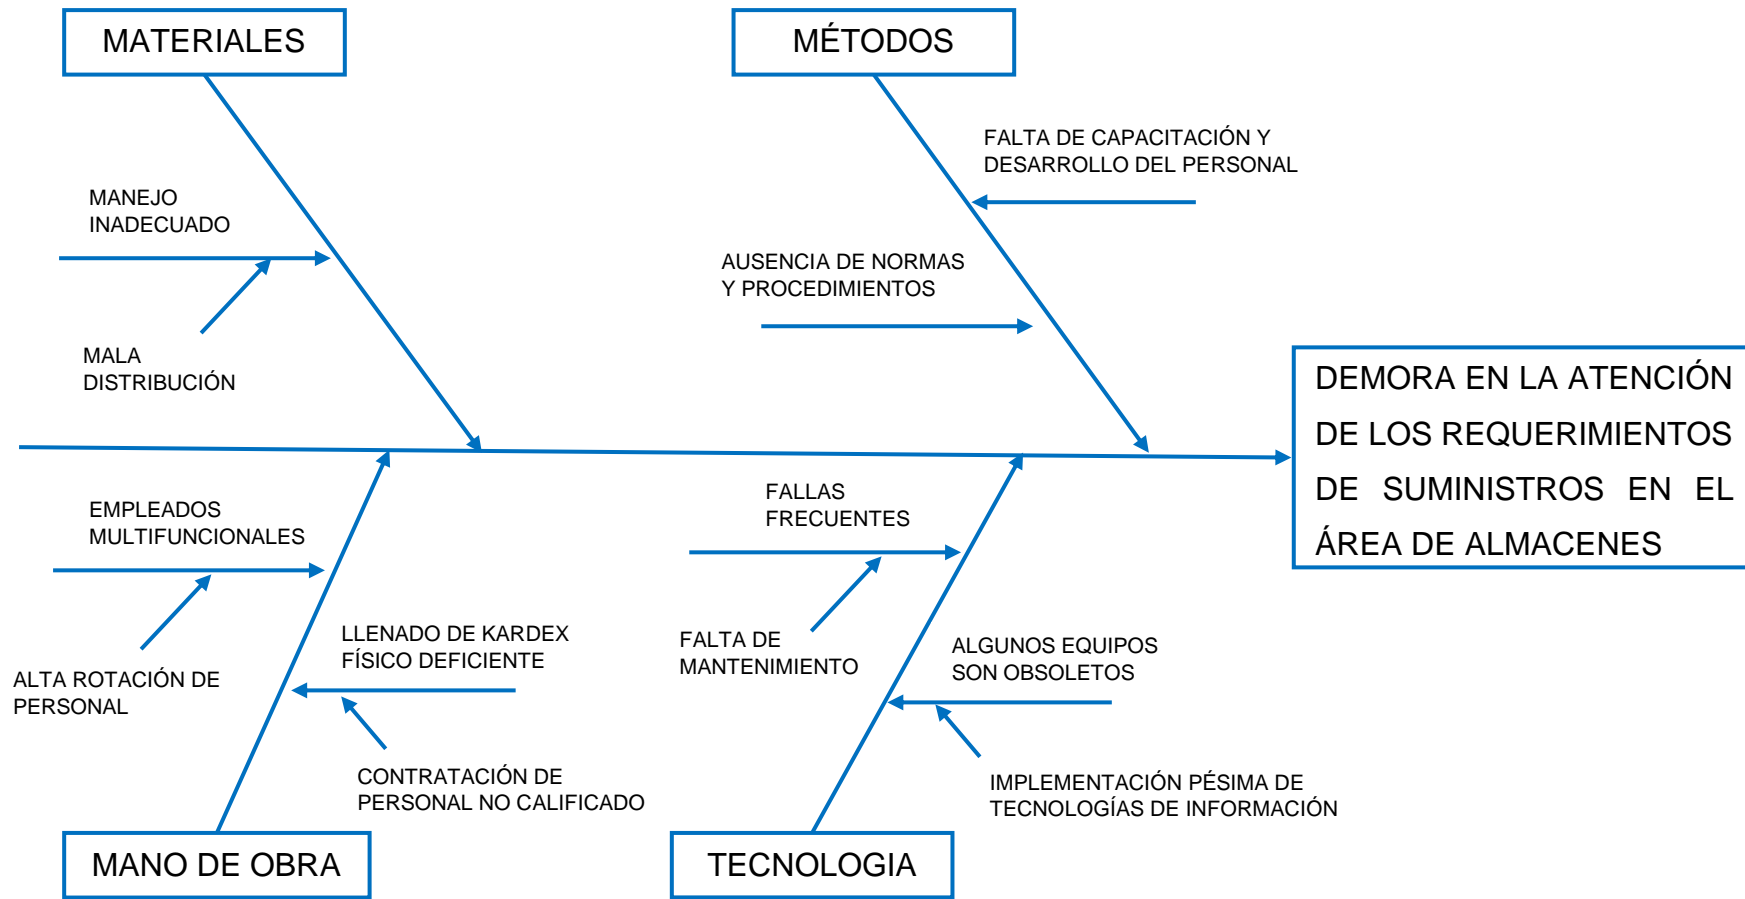 MATERIALES
MÉTODOS
FALTA DE CAPACITACIÓN Y
DESARROLLO DEL PERSONAL
MANEJO
INADECUADO
AUSENCIA DE NORMAS
Y PROCEDIMIENTOS
MALA
DISTRIBUCIÓN
DEMORA EN LA ATENCIÓN
DE LOS REQUERIMIENTOS
DE SUMINISTROS EN EL
ÁREA DE ALMACENES
EMPLEADOS
MULTIFUNCIONALES
FALLAS
FRECUENTES
LLENADO DE KARDEX
FÍSICO DEFICIENTE
FALTA DE
MANTENIMIENTO
ALGUNOS EQUIPOS
SON OBSOLETOS
ALTA ROTACIÓN DE
PERSONAL
CONTRATACIÓN DE
PERSONAL NO CALIFICADO
IMPLEMENTACIÓN PÉSIMA DE
TECNOLOGÍAS DE INFORMACIÓN
MANO DE OBRA
TECNOLOGIA